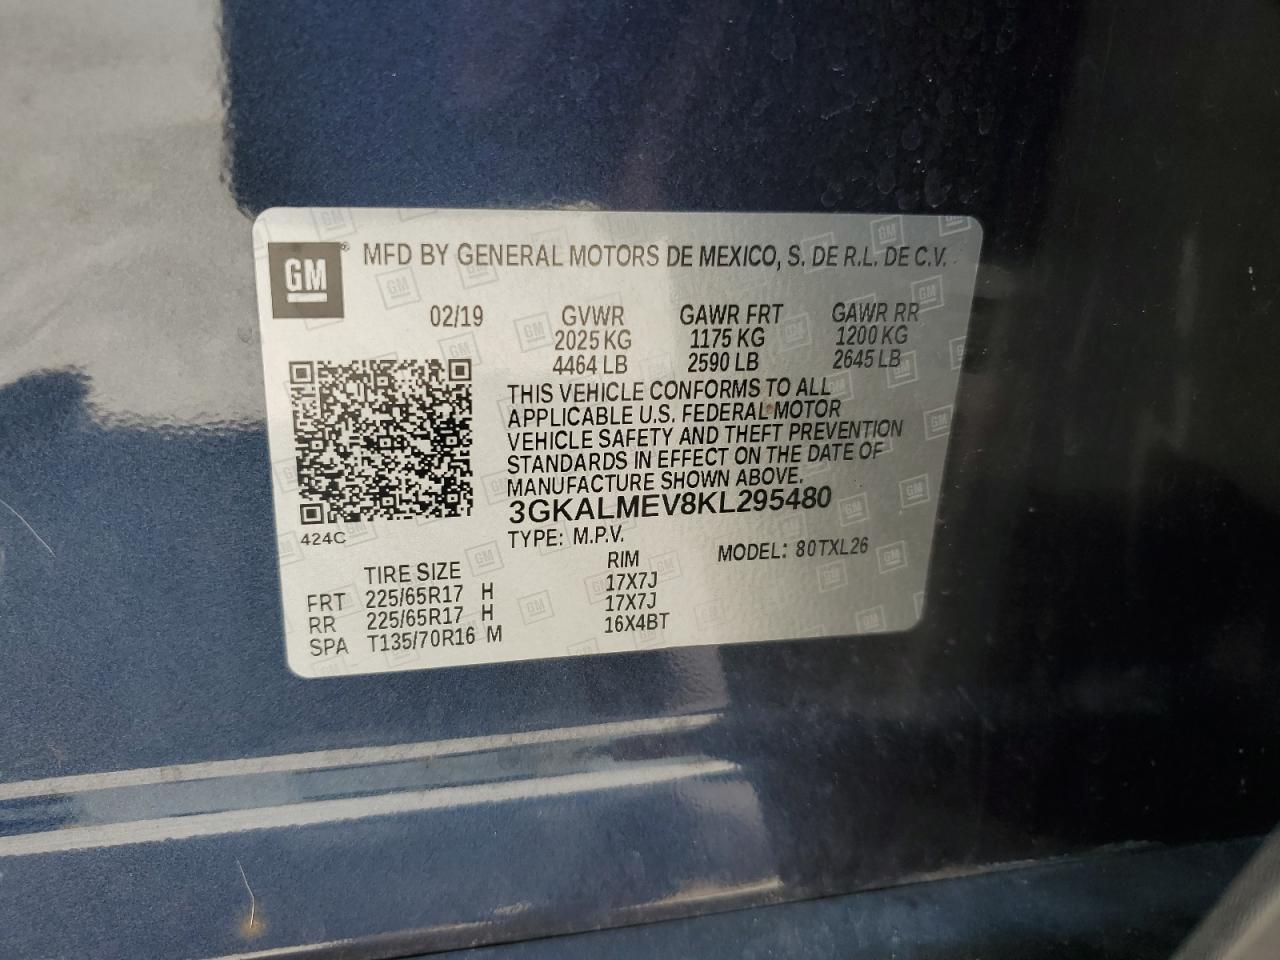 GM® MFD BY GENERAL MOTORS DE MEXICO, S. DE R.L. DE C.V.
02/19 GVWR GAWR FRT GAWR RR
2025 KG 1175 KG 1200 KG
4464 LB 2590 LB 2645 LB
THIS VEHICLE CONFORMS TO ALL
APPLICABLE U.S. FEDERAL MOTOR
VEHICLE SAFETY AND THEFT PREVENTION
STANDARDS IN EFFECT ON THE DATE OF
MANUFACTURE SHOWN ABOVE.
3GKALMEV8KL295480
424C
TYPE: M.P.V. MODEL: 80TXL26
TIRE SIZE RIM
FRT 225/65R17 H 17X7J
RR 225/65R17 H 17X7J
SPA T135/70R16 M 16X4BT